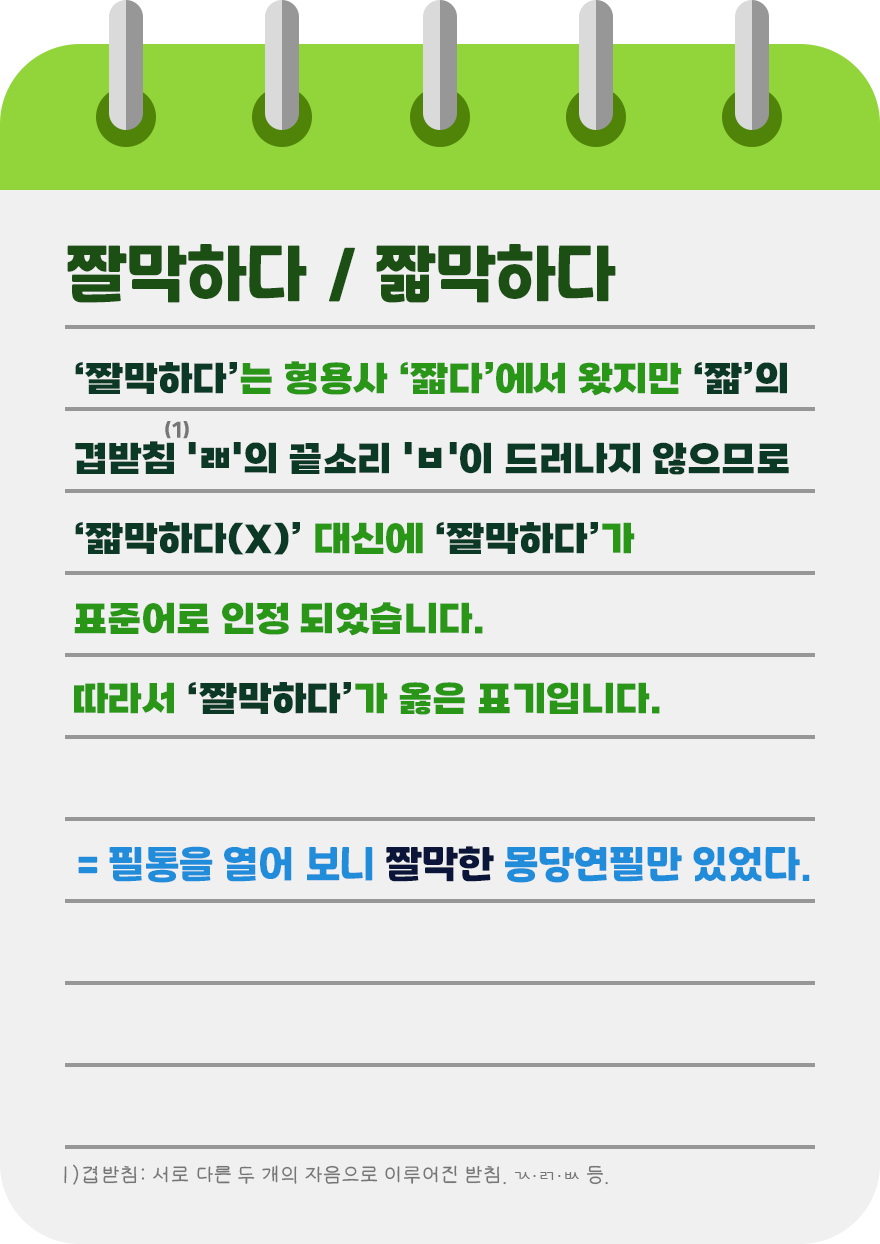 짤막하다 / 짧막하다
‘짤막하다’는 형용사 ‘짧다’에서 왔지만 ‘짧’의
겹받침(1) 'ㄼ'의 끝소리 'ㅂ'이 드러나지 않으므로
‘짧막하다(X)’ 대신에 ‘짤막하다’가
표준어로 인정 되었습니다.
따라서 ‘짤막하다’가 옳은 표기입니다.
= 필통을 열어 보니 짤막한 몽당연필만 있었다.
1)겹받침: 서로 다른 두 개의 자음으로 이루어진 받침. ㄳ·ㄺ·ㅄ 등.